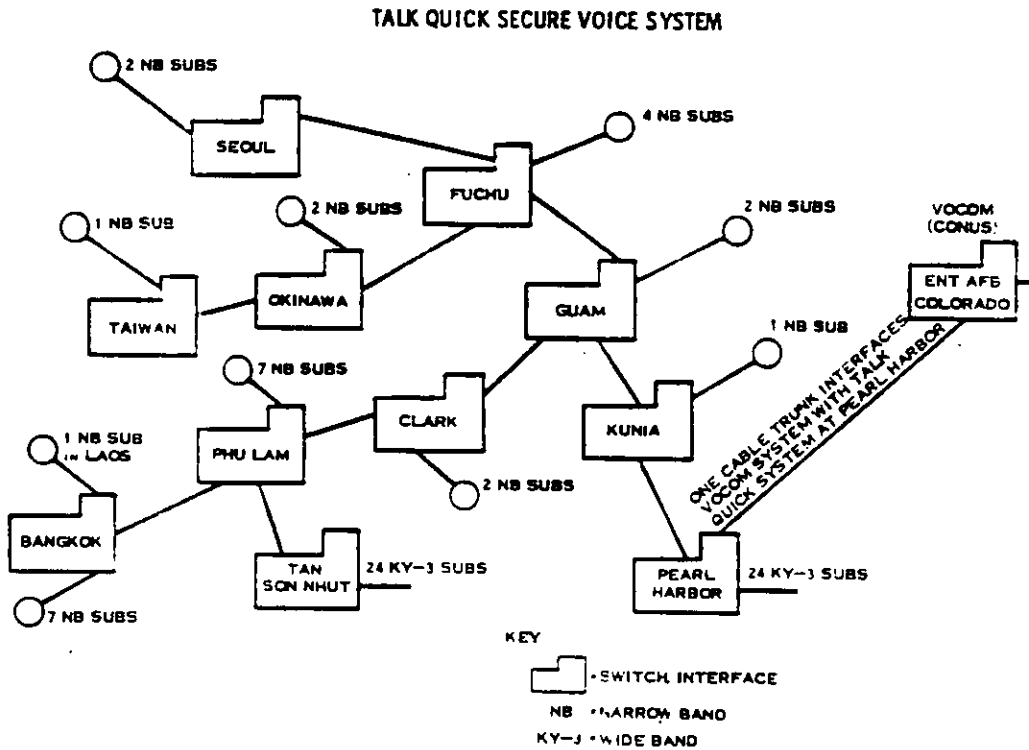 TALK QUICK SECURE VOICE SYSTEM
2 NB SUBS
SEOUL
4 NB SUBS
FUCHU
1 NB SUB
2 NB SUBS
2 NB SUBS
VOCOM
(CONUS)
TAIWAN
OKINAWA
GUAM
ENT AFB
COLORADO
7 NB SUBS
1 NB SUB
CLARK
KUNIA
ONE CABLE TRUNK INTERFACES
VOCOM SYSTEM WITH TALK
QUICK SYSTEM AT PEARL HARBOR
1 NB SUB
IN LAOS
PHU LAM
2 NB SUBS
BANGKOK
TAN
SON NHUT
24 KY-3 SUBS
PEARL
HARBOR
24 KY-3 SUBS
7 NB SUBS
KEY
- SWITCH INTERFACE
NB - NARROW BAND
KY-3 - WIDE BAND